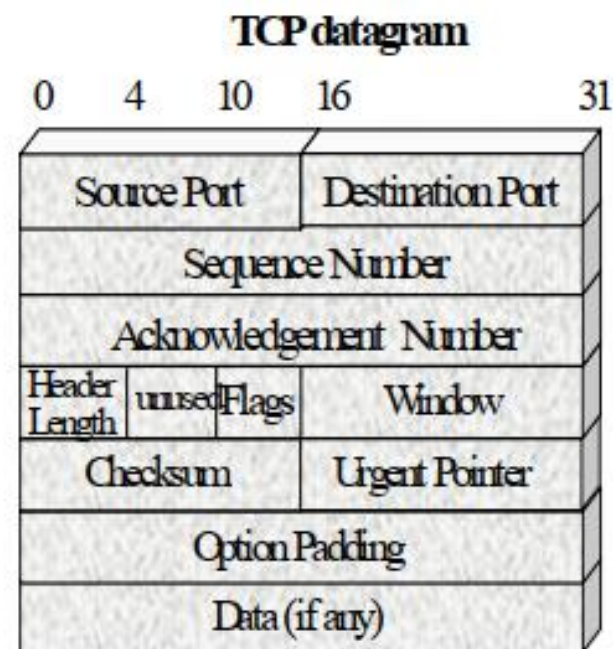 TCP datagram
0 4 10 16 31
Source Port Destination Port
Sequence Number
Acknowledgement Number
Header Length unused Flags Window
Checksum Urgent Pointer
Option Padding
Data (if any)